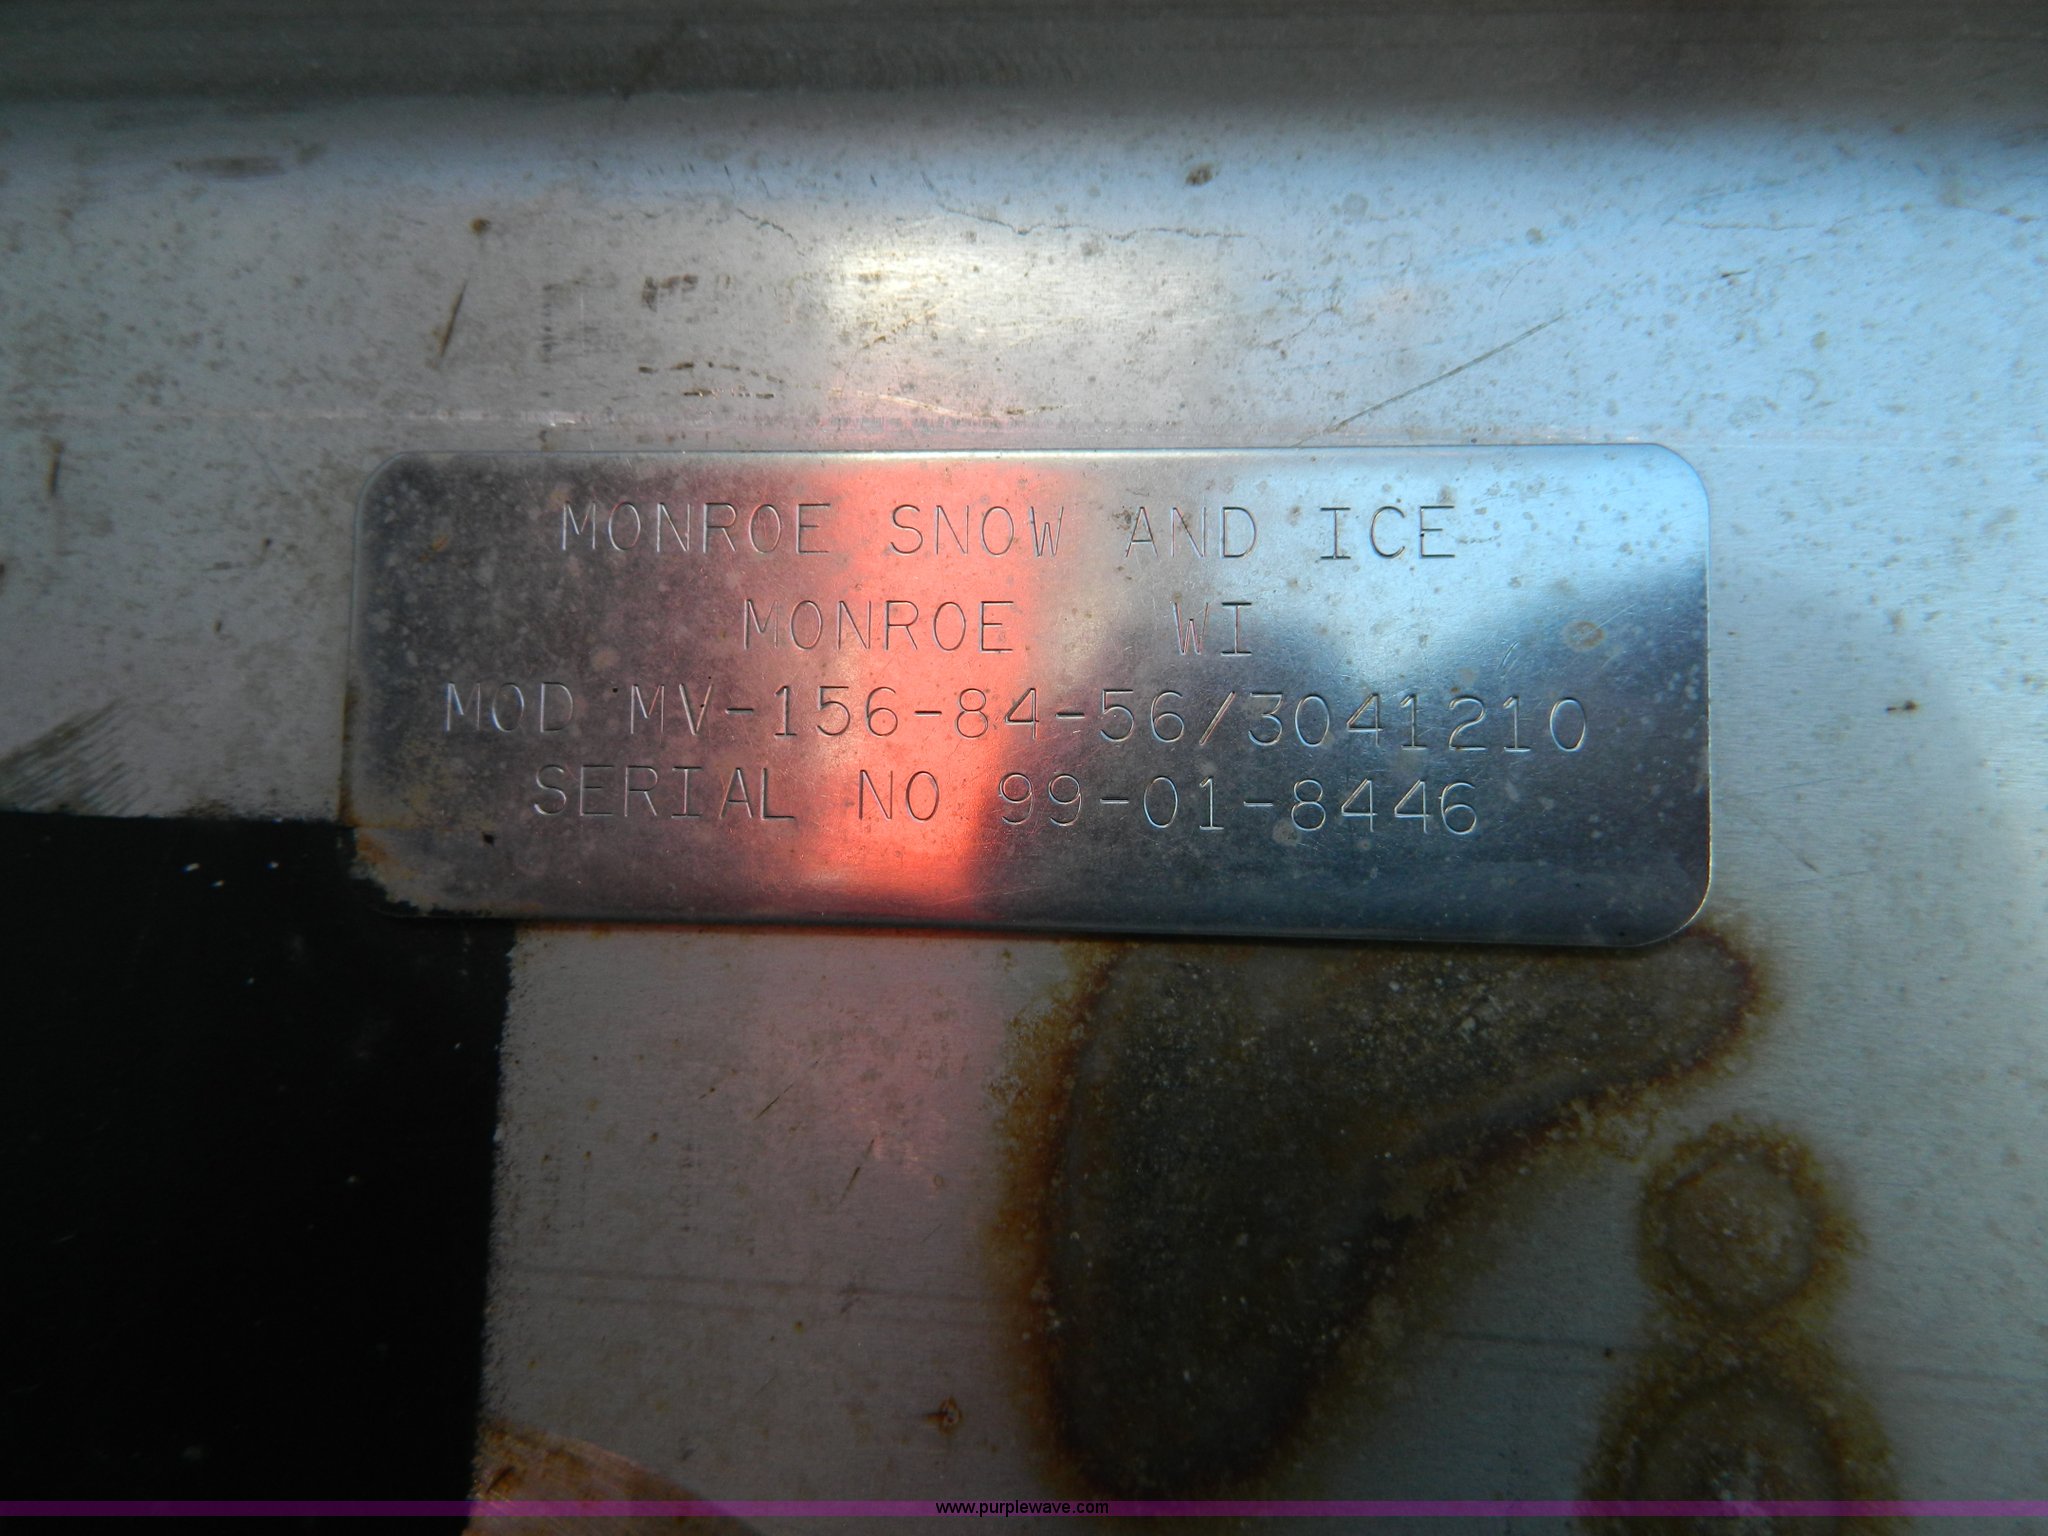 MONROE SNOW AND ICE
MONROE WI
MOD MV-156-84-56/3041210
SERIAL NO 99-01-8446
www.purplewave.com